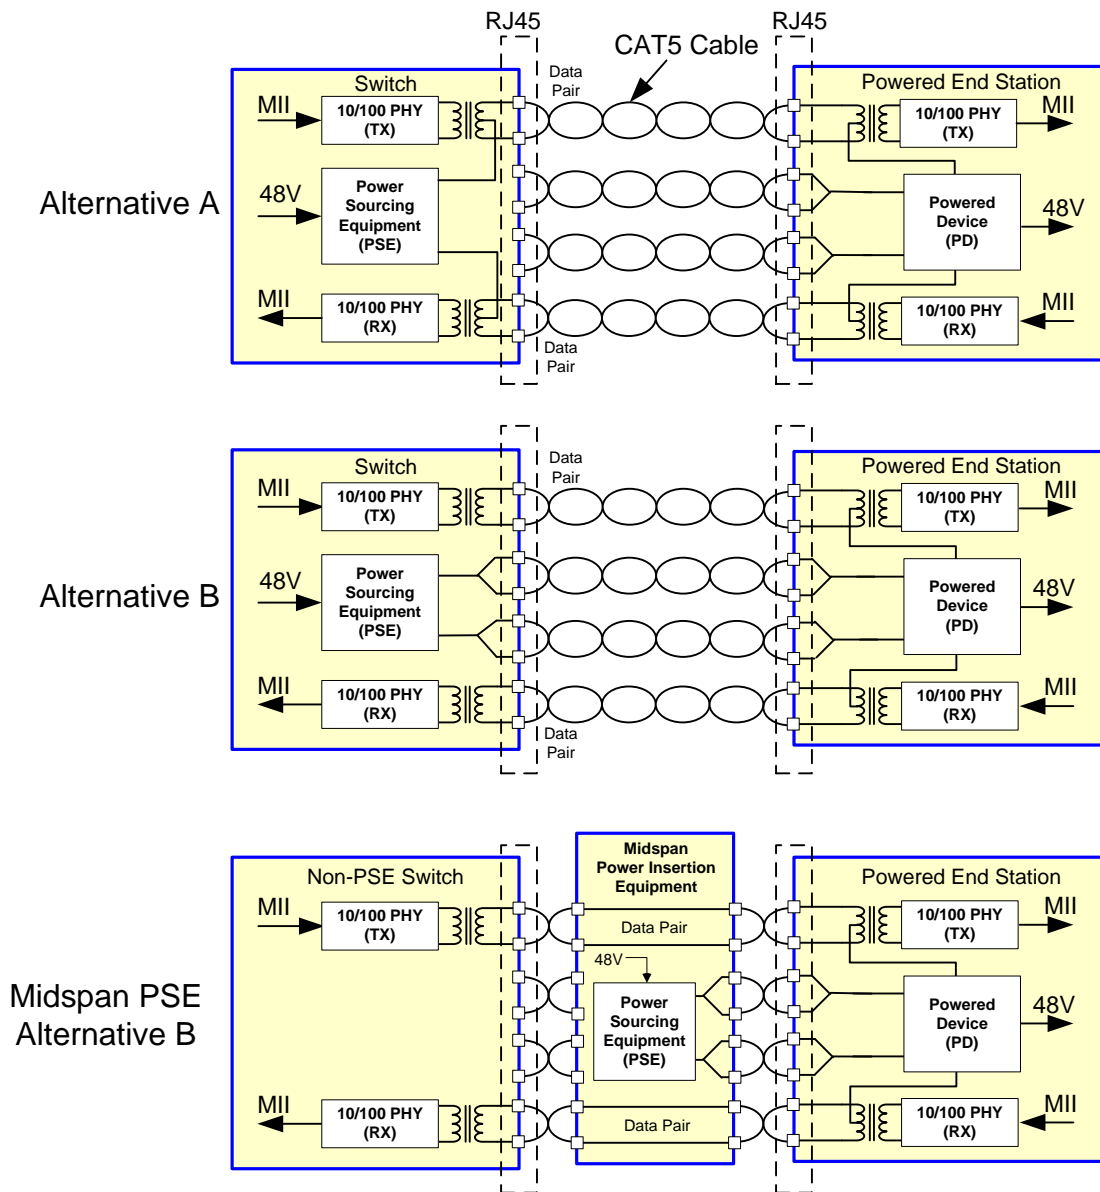 RJ45
RJ45
CAT5 Cable
Alternative A
Switch
MII
10/100 PHY
(TX)
48V
Power
Sourcing
Equipment
(PSE)
MII
10/100 PHY
(RX)
Data
Pair
Data
Pair
Powered End Station
10/100 PHY
(TX)
MII
Powered
Device
(PD)
48V
10/100 PHY
(RX)
MII
Alternative B
Switch
MII
10/100 PHY
(TX)
48V
Power
Sourcing
Equipment
(PSE)
MII
10/100 PHY
(RX)
Data
Pair
Data
Pair
Powered End Station
10/100 PHY
(TX)
MII
Powered
Device
(PD)
48V
10/100 PHY
(RX)
MII
Midspan PSE
Alternative B
Non-PSE Switch
MII
10/100 PHY
(TX)
MII
10/100 PHY
(RX)
Midspan
Power Insertion
Equipment
Data Pair
48V
Power
Sourcing
Equipment
(PSE)
Data Pair
Powered End Station
10/100 PHY
(TX)
MII
Powered
Device
(PD)
48V
10/100 PHY
(RX)
MII